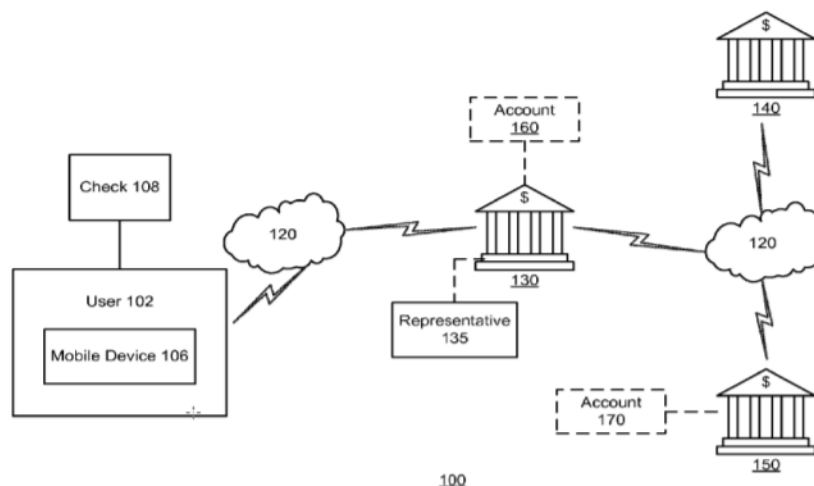 $
140
Account
160
Check 108
$
120
120
130
User 102
Representative
135
Mobile Device 106
$
Account
170
150
100